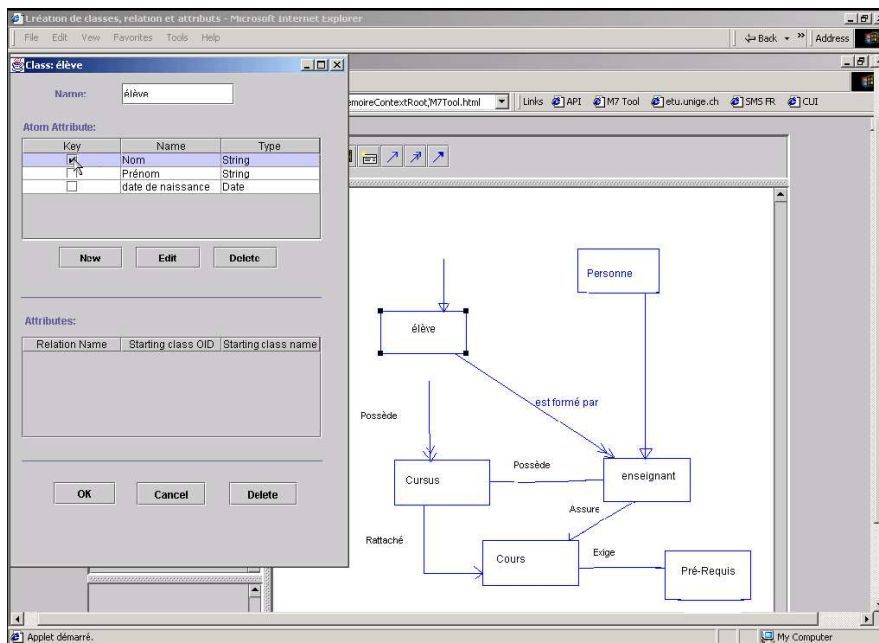 Lréation de classes, relation et attributs - Microsoft Internet Explorer
File Edit View Favorites Tools Help
Back » Address
Class: élève
Name: élève
emoireContextRoot/M7Tool.html Links API M7 Tool etu.unige.ch SMS FR CUI
Atom Attribute:
Key Name Type
Nom String
Prénom String
date de naissance Date
New Edit Delete
Personne
élève
Attributes:
Relation Name Starting class OID Starting class name
est formé par
Possède
Possède
Cursus
enseignant
Assure
OK Cancel Delete
Rattaché
Exige
Cours
Pré-Requis
Applet démarré.
My Computer